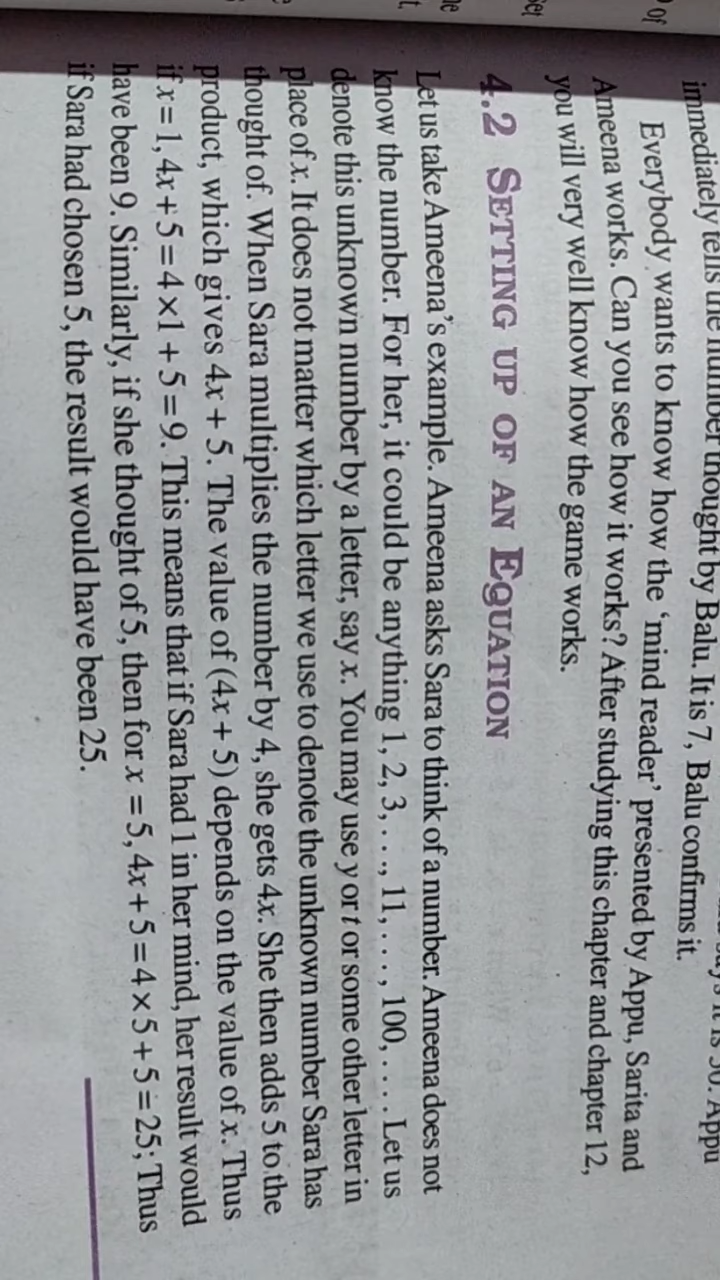 immediately tells the number thought by Balu. It is 7, Balu confirms it.
Everybody wants to know how the ‘mind reader’ presented by Appu, Sarita and
Ameena works. Can you see how it works? After studying this chapter and chapter 12,
you will very well know how the game works.
4.2 SETTING UP OF AN EQUATION
Let us take Ameena’s example. Ameena asks Sara to think of a number. Ameena does not
know the number. For her, it could be anything 1, 2, 3, . . ., 11, . . . , 100, . . . . Let us
denote this unknown number by a letter, say x. You may use y or t or some other letter in
place of x. It does not matter which letter we use to denote the unknown number Sara has
thought of. When Sara multiplies the number by 4, she gets 4x. She then adds 5 to the
product, which gives 4x + 5. The value of (4x + 5) depends on the value of x. Thus
if x = 1, 4x + 5 = 4 × 1 + 5 = 9. This means that if Sara had 1 in her mind, her result would
have been 9. Similarly, if she thought of 5, then for x = 5, 4x + 5 = 4 × 5 + 5 = 25; Thus
if Sara had chosen 5, the result would have been 25.